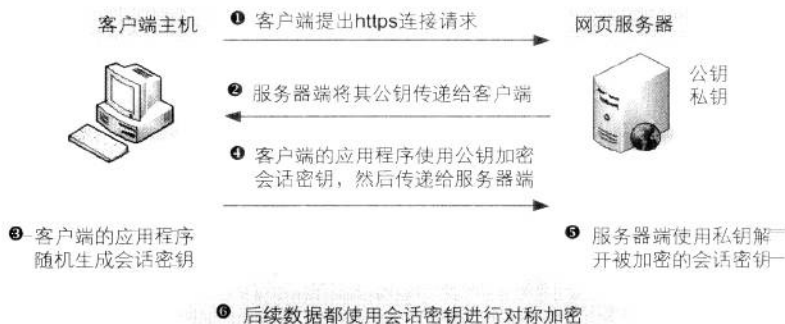 客户端主机
❶ 客户端提出https连接请求
网页服务器
公钥
私钥
❷ 服务器端将其公钥传递给客户端
❹ 客户端的应用程序使用公钥加密
会话密钥，然后传递给服务器端
❸ 客户端的应用程序
随机生成会话密钥
❺ 服务器端使用私钥解
开被加密的会话密钥
❻ 后续数据都使用会话密钥进行对称加密